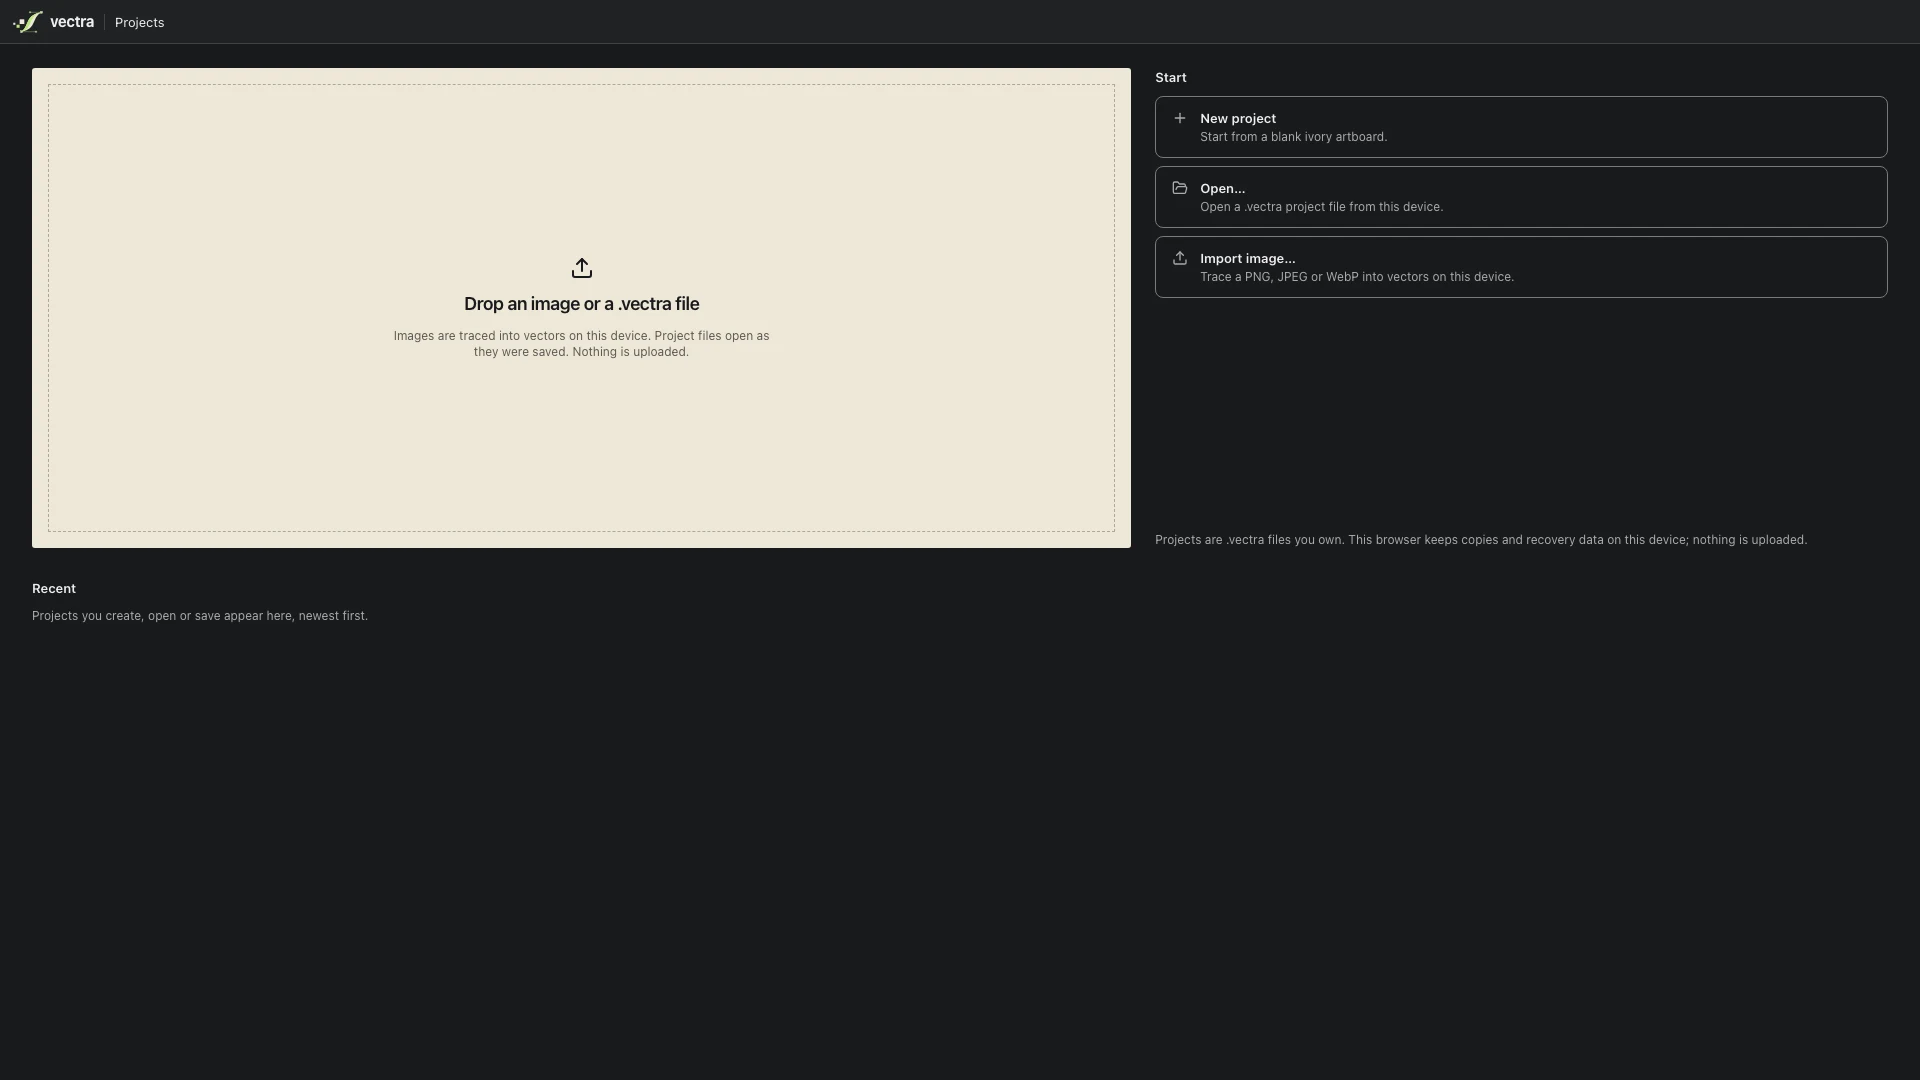 vectra
Projects
Drop an image or a .vectra file
Images are traced into vectors on this device. Project files open as
they were saved. Nothing is uploaded.
Start
New project
Start from a blank ivory artboard.
Open...
Open a .vectra project file from this device.
Import image...
Trace a PNG, JPEG or WebP into vectors on this device.
Projects are .vectra files you own. This browser keeps copies and recovery data on this device; nothing is uploaded.
Recent
Projects you create, open or save appear here, newest first.